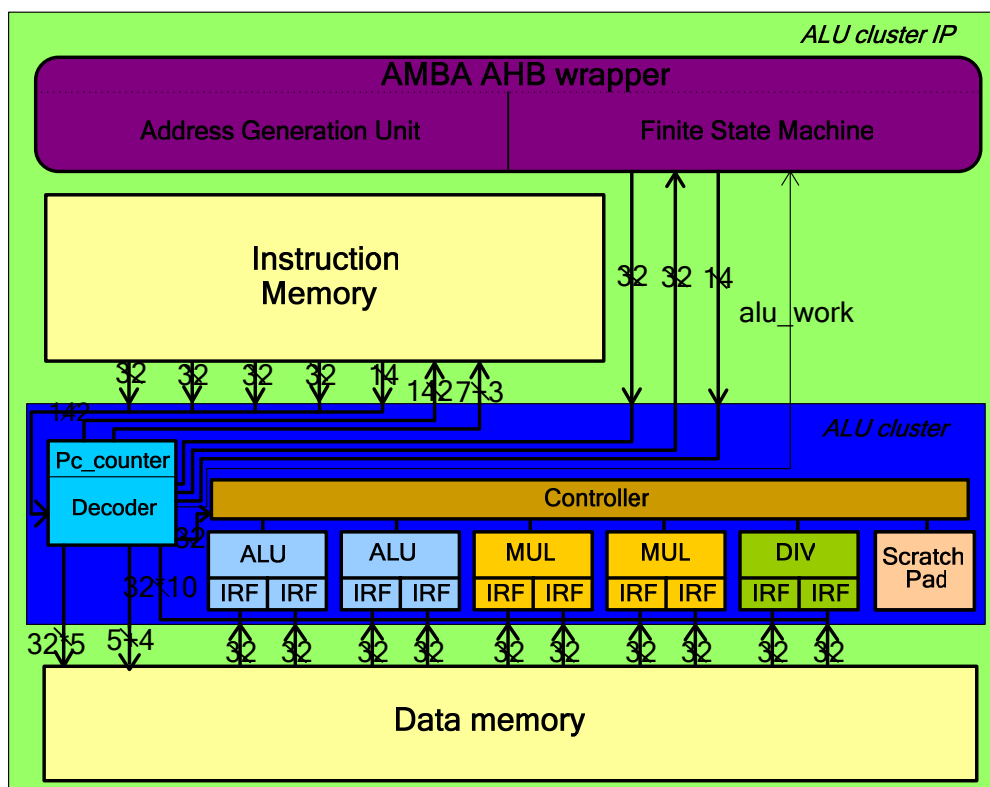 ALU cluster IP
AMBA AHB wrapper
Address Generation Unit
Finite State Machine
Instruction
Memory
32
32
14
alu_work
32
32
32
32
14
142
7*3
142
ALU cluster
Pc_counter
Decoder
Controller
32
32*10
ALU
ALU
MUL
MUL
DIV
Scratch
Pad
IRF IRF
IRF IRF
IRF IRF
IRF IRF
IRF IRF
32*5
5*4
32
32
32
32
32
32
32
32
32
32
Data memory